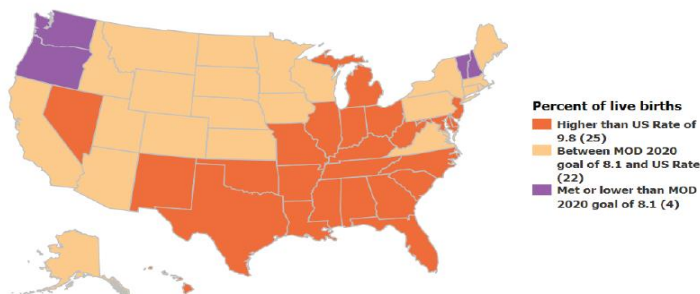 Percent of live births
Higher than US Rate of
9.8 (25)
Between MOD 2020
goal of 8.1 and US Rate
(22)
Met or lower than MOD
2020 goal of 8.1 (4)